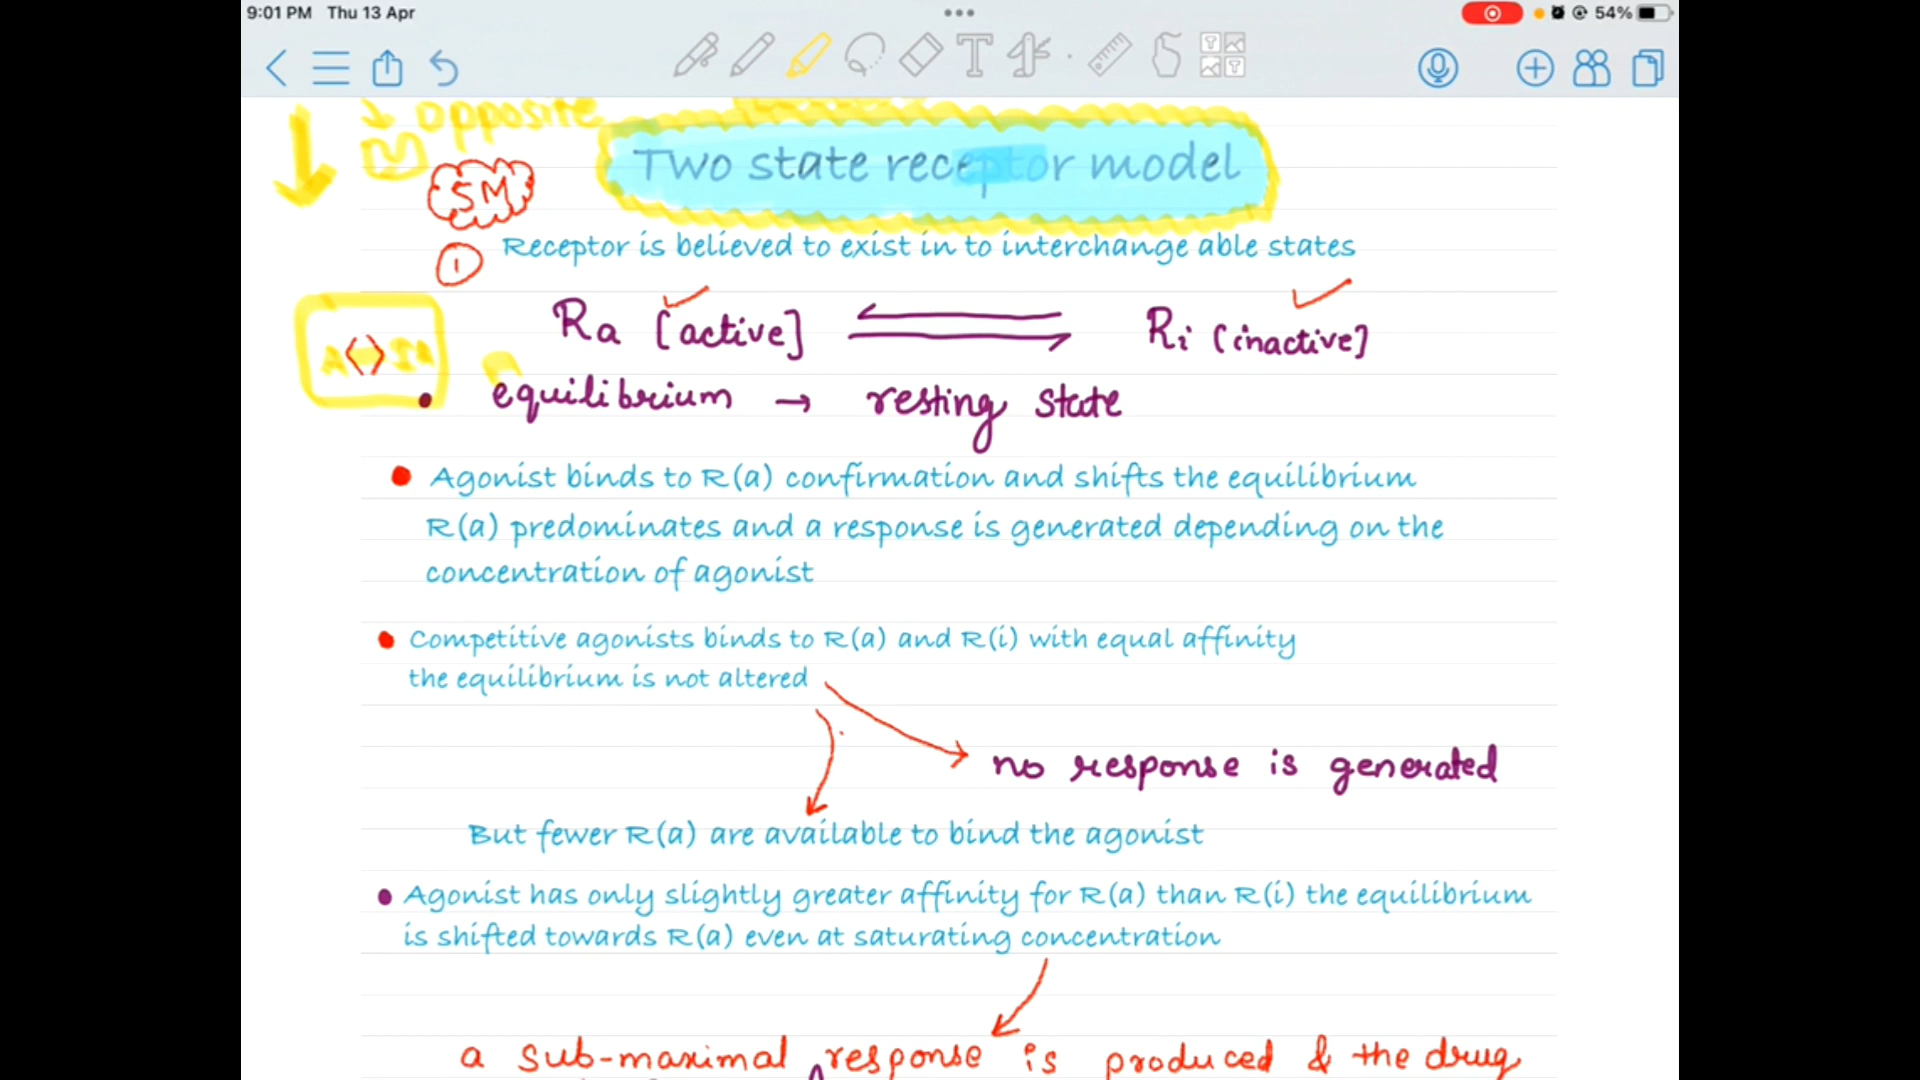 9:01 PM Thu 13 Apr
54%
opposite
Two state receptor model
SM
1 Receptor is believed to exist in to interchange able states
Ra [active] Ri [inactive]
A <> IA
equilibrium → resting state
Agonist binds to R(a) confirmation and shifts the equilibrium
R(a) predominates and a response is generated depending on the
concentration of agonist
Competitive agonists binds to R(a) and R(i) with equal affinity
the equilibrium is not altered
no response is generated
But fewer R(a) are available to bind the agonist
Agonist has only slightly greater affinity for R(a) than R(i) the equilibrium
is shifted towards R(a) even at saturating concentration
a sub-maximal response is produced & the drug